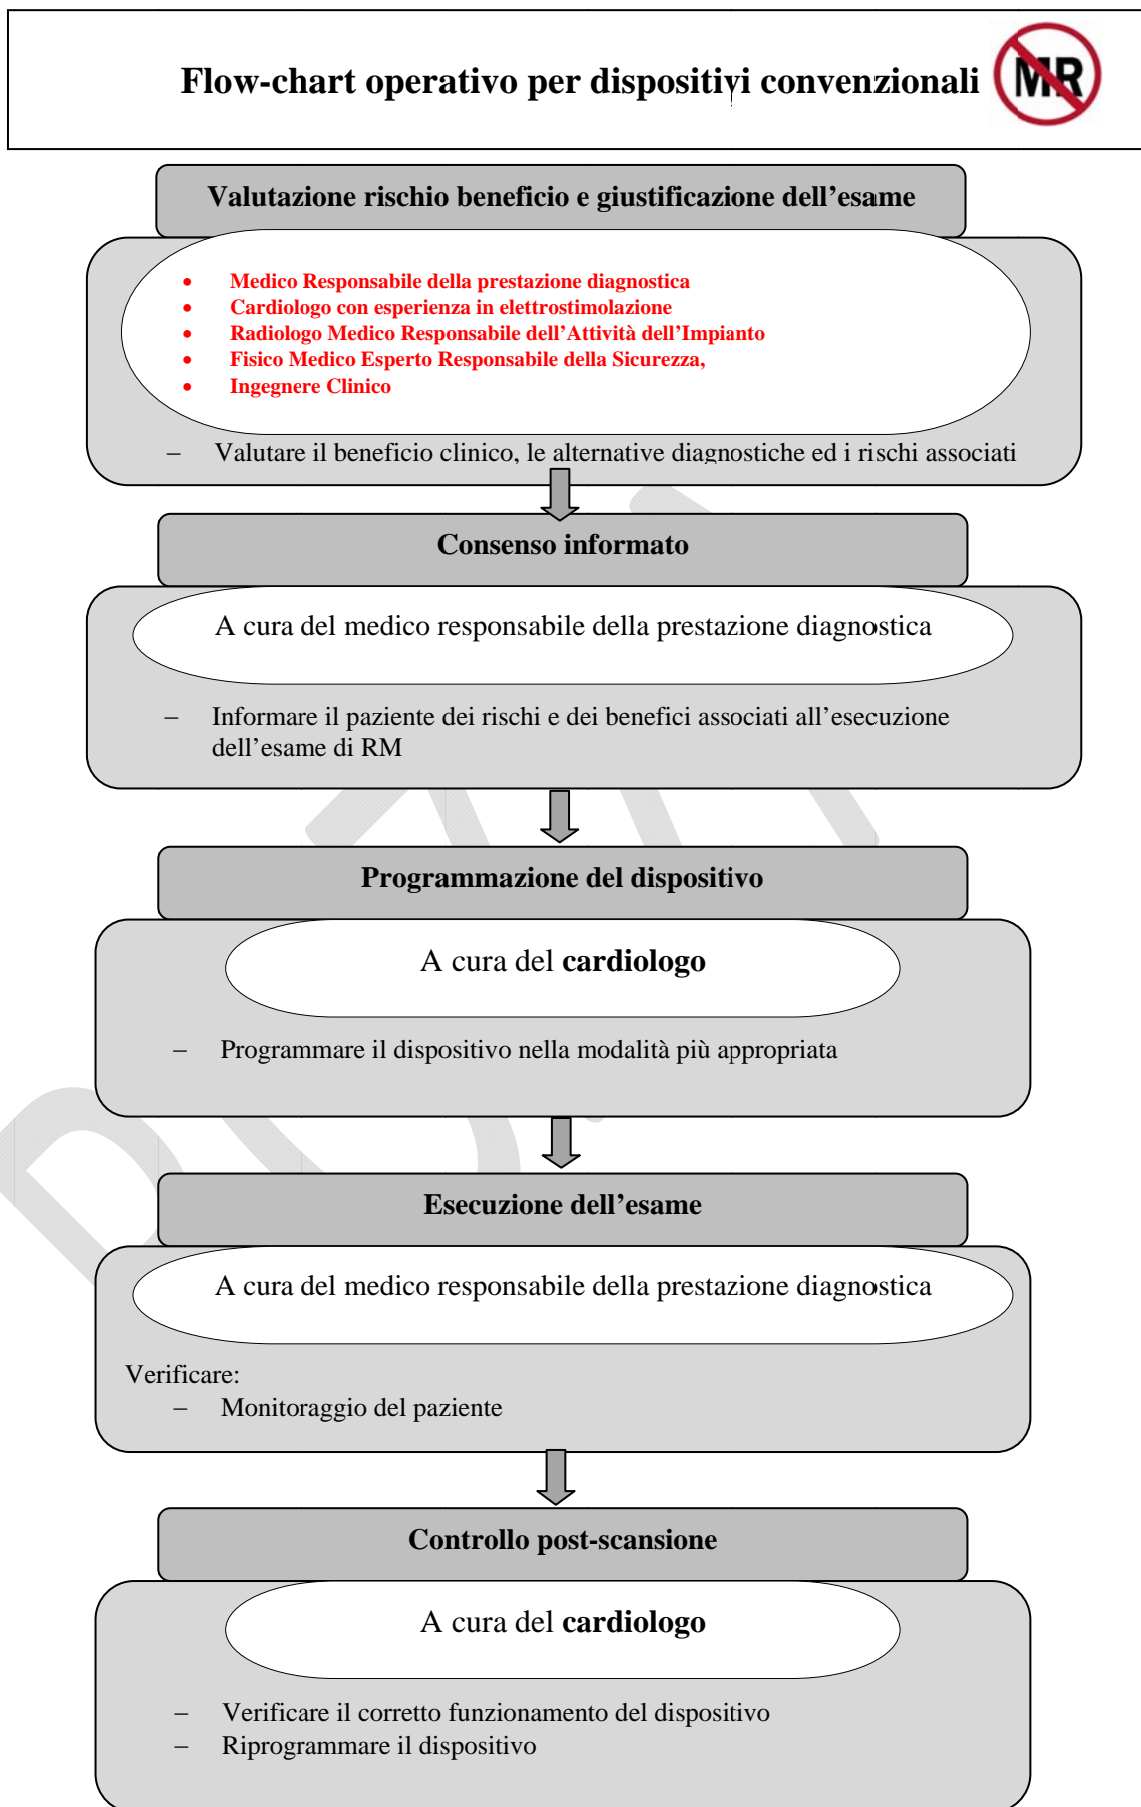 Flow-chart operativo per dispositivi convenzionali
MR
Valutazione rischio beneficio e giustificazione dell’esame
• Medico Responsabile della prestazione diagnostica
• Cardiologo con esperienza in elettrostimolazione
• Radiologo Medico Responsabile dell’Attività dell’Impianto
• Fisico Medico Esperto Responsabile della Sicurezza,
• Ingegnere Clinico
– Valutare il beneficio clinico, le alternative diagnostiche ed i rischi associati
Consenso informato
A cura del medico responsabile della prestazione diagnostica
– Informare il paziente dei rischi e dei benefici associati all’esecuzione
dell’esame di RM
Programmazione del dispositivo
A cura del cardiologo
– Programmare il dispositivo nella modalità più appropriata
Esecuzione dell’esame
A cura del medico responsabile della prestazione diagnostica
Verificare:
– Monitoraggio del paziente
Controllo post-scansione
A cura del cardiologo
– Verificare il corretto funzionamento del dispositivo
– Riprogrammare il dispositivo